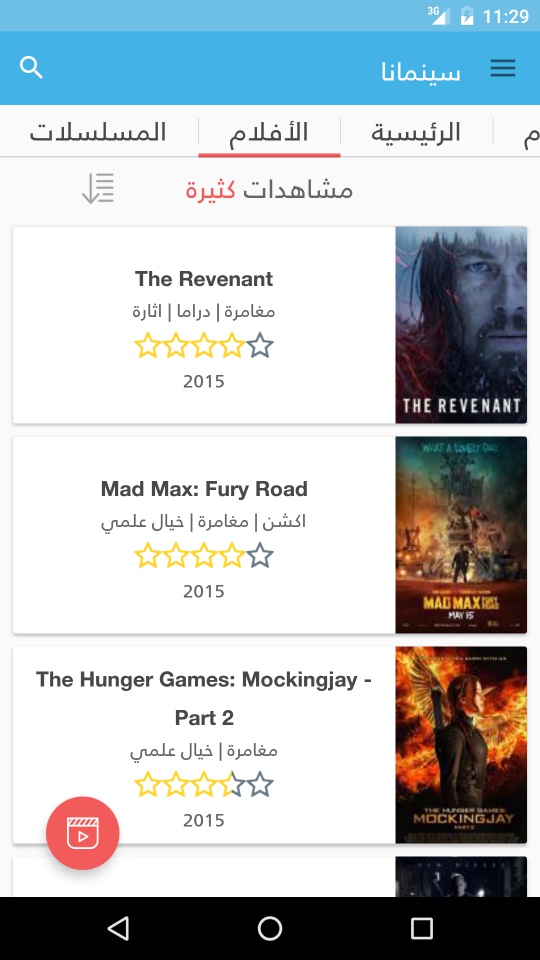 3G 11:29
سينمانا
الرئيسية
الأفلام
المسلسلات
مشاهدات كثيرة
The Revenant
مغامرة | دراما | اثارة
2015
THE REVENANT
Mad Max: Fury Road
اكشن | مغامرة | خيال علمي
2015
WHAT A LOVELY DAY.
MAD MAX FURY ROAD
MAY 15
The Hunger Games: Mockingjay -
Part 2
مغامرة | خيال علمي
2015
THE HUNGER GAMES:
MOCKINGJAY
PART 2